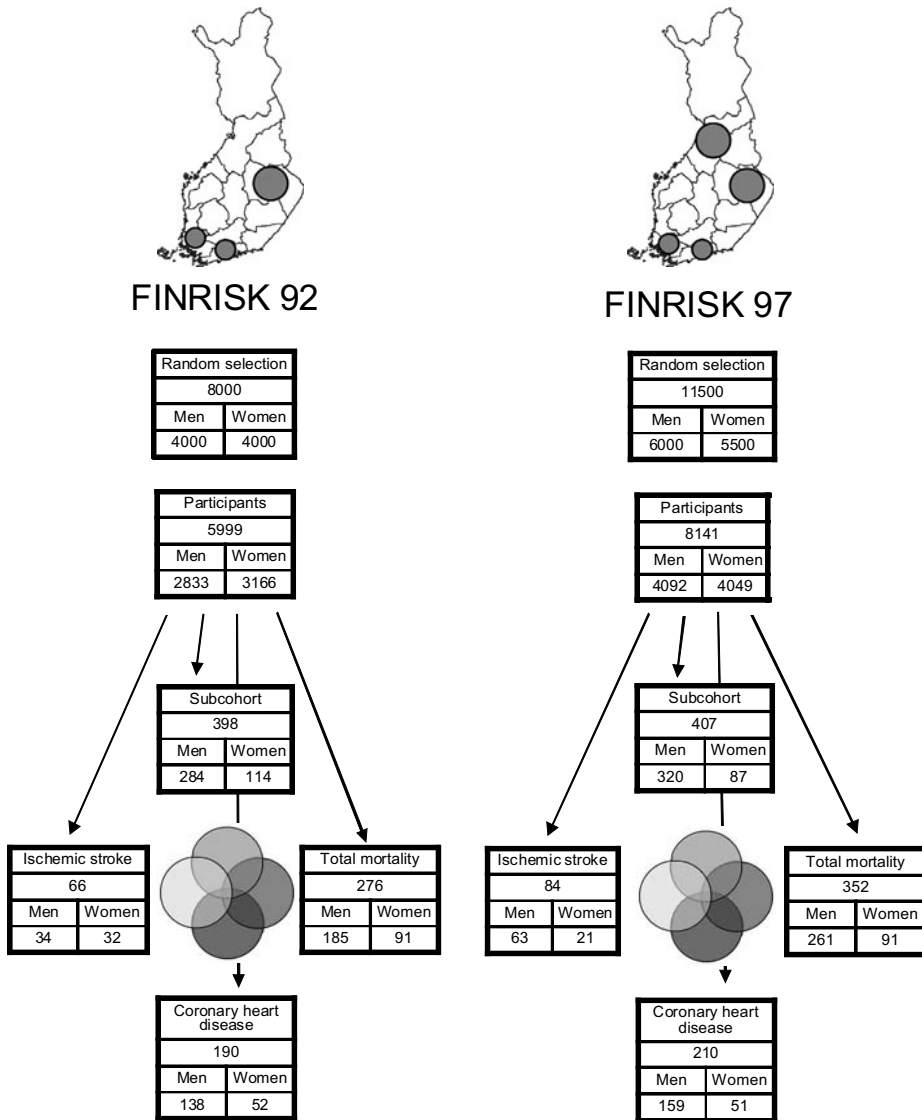 FINRISK 92
Random selection
8000
Men Women
4000 4000
Participants
5999
Men Women
2833 3166
Subcohort
398
Men Women
284 114
Ischemic stroke
66
Men Women
34 32
Total mortality
276
Men Women
185 91
Coronary heart
disease
190
Men Women
138 52
FINRISK 97
Random selection
11500
Men Women
6000 5500
Participants
8141
Men Women
4092 4049
Subcohort
407
Men Women
320 87
Ischemic stroke
84
Men Women
63 21
Total mortality
352
Men Women
261 91
Coronary heart
disease
210
Men Women
159 51